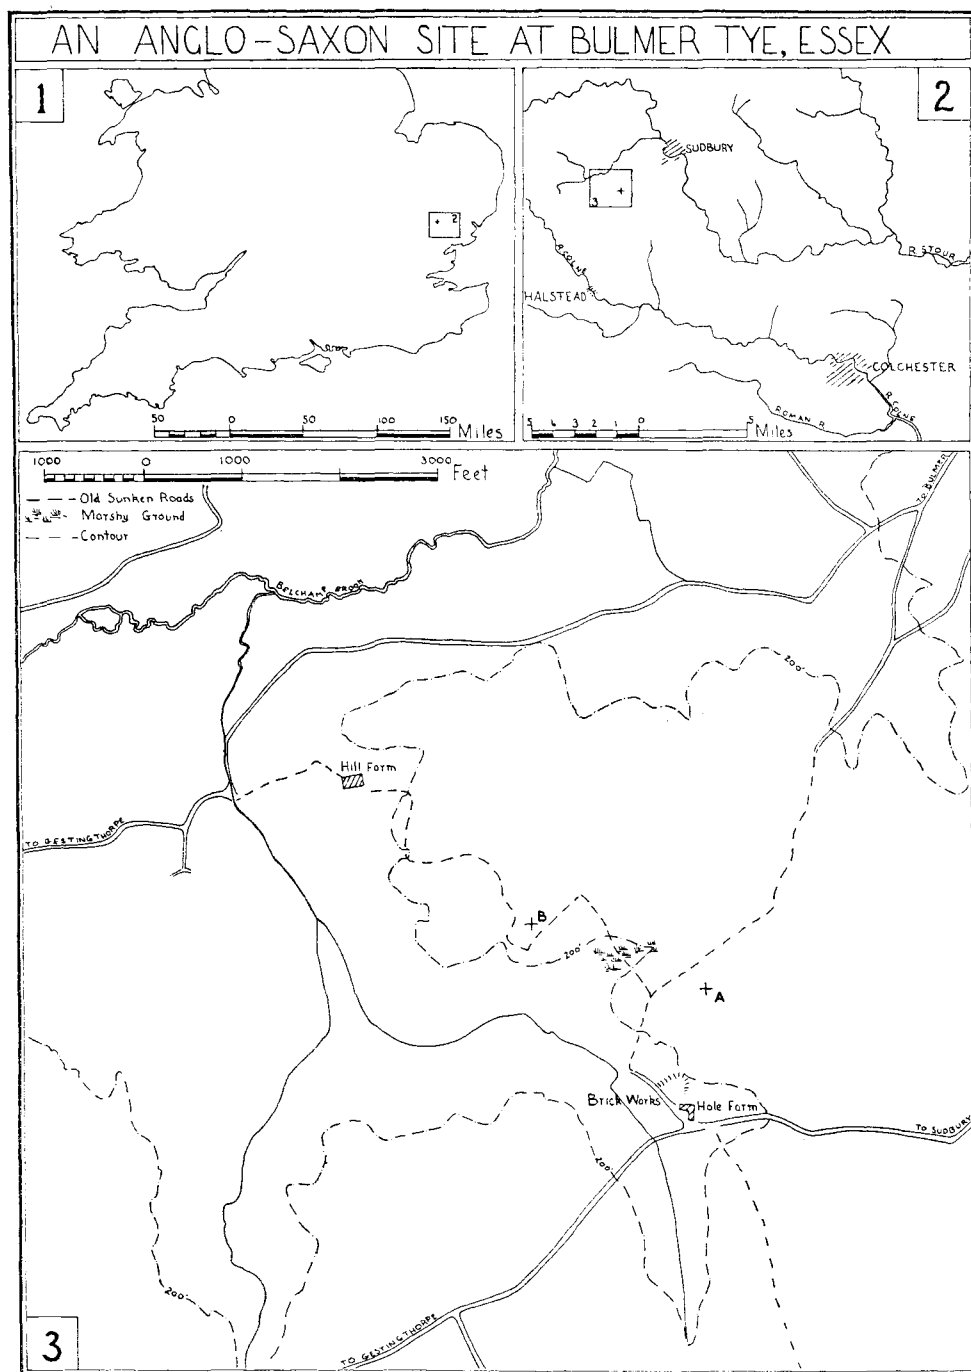 AN ANGLO-SAXON SITE AT BULMER TYE, ESSEX
1
2
50 0 50 100 150 Miles
2
SUDBURY
3
R. STOUR
R. COLNE
HALSTEAD
COLCHESTER
ROMAN R.
R. COLNE
5 4 3 2 1 0 5 Miles
1000 0 1000 3000 Feet
Old Sunken Roads
Marshy Ground
Contour
TO BULMER
BELCHAMP BROOK
200'
Hill Farm
TO GESTINGTHORPE
B
200'
A
Brick Works
Hole Farm
TO SUDBURY
200'
200'
TO GESTINGTHORPE
3